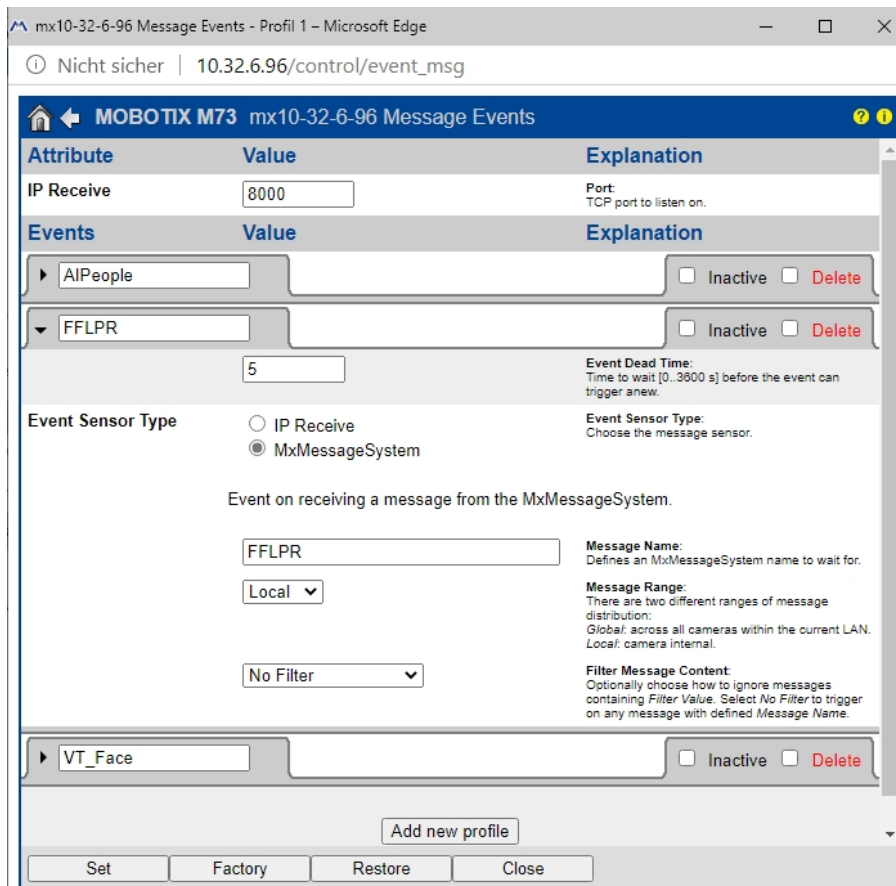 mx10-32-6-96 Message Events - Profil 1 – Microsoft Edge
Nicht sicher | 10.32.6.96/control/event_msg
MOBOTIX M73 mx10-32-6-96 Message Events
Attribute Value Explanation
IP Receive 8000 Port:
TCP port to listen on.
Events Value Explanation
AIPeople Inactive Delete
FFLPR Inactive Delete
5 Event Dead Time:
Time to wait [0..3600 s] before the event can
trigger anew.
Event Sensor Type IP Receive Event Sensor Type:
MxMessageSystem Choose the message sensor.
Event on receiving a message from the MxMessageSystem.
FFLPR Message Name:
Defines an MxMessageSystem name to wait for.
Local Message Range:
There are two different ranges of message
distribution:
Global: across all cameras within the current LAN.
Local: camera internal.
No Filter Filter Message Content:
Optionally choose how to ignore messages
containing Filter Value. Select No Filter to trigger
on any message with defined Message Name.
VT_Face Inactive Delete
Add new profile
Set Factory Restore Close